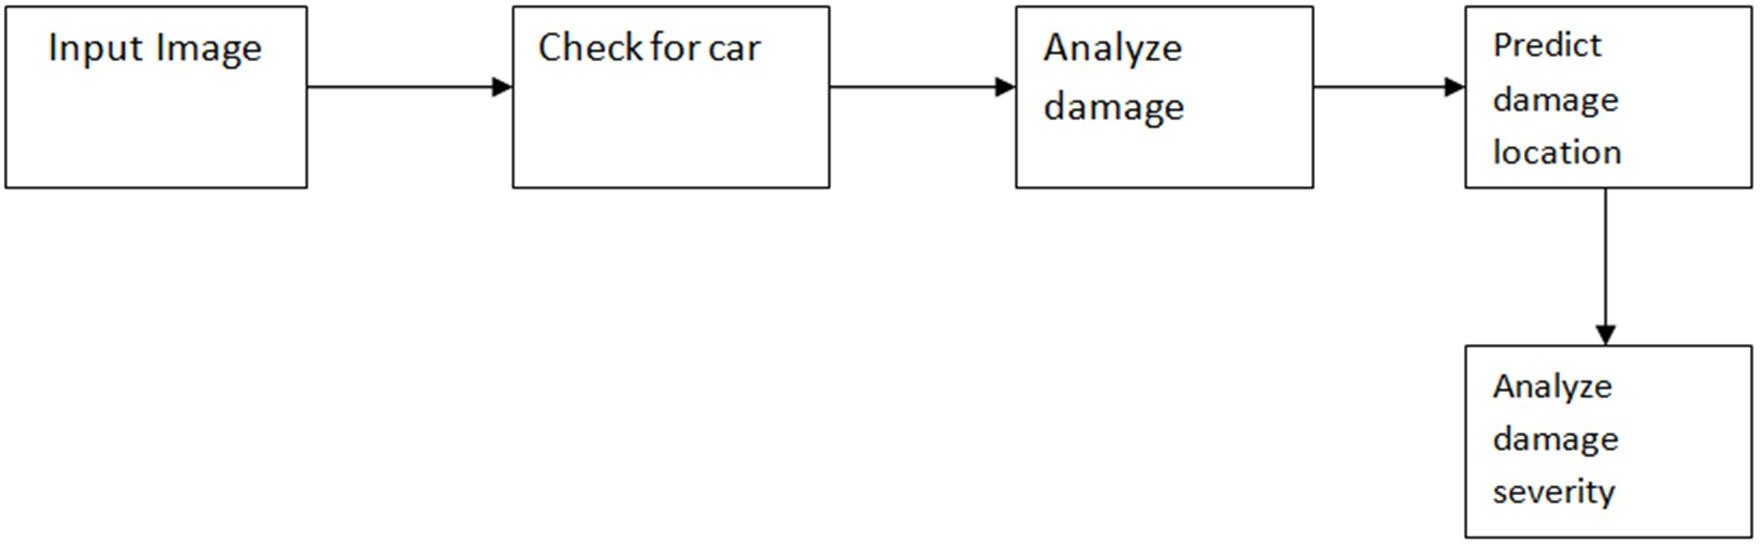 Input Image
Check for car
Analyze
damage
Predict
damage
location
Analyze
damage
severity